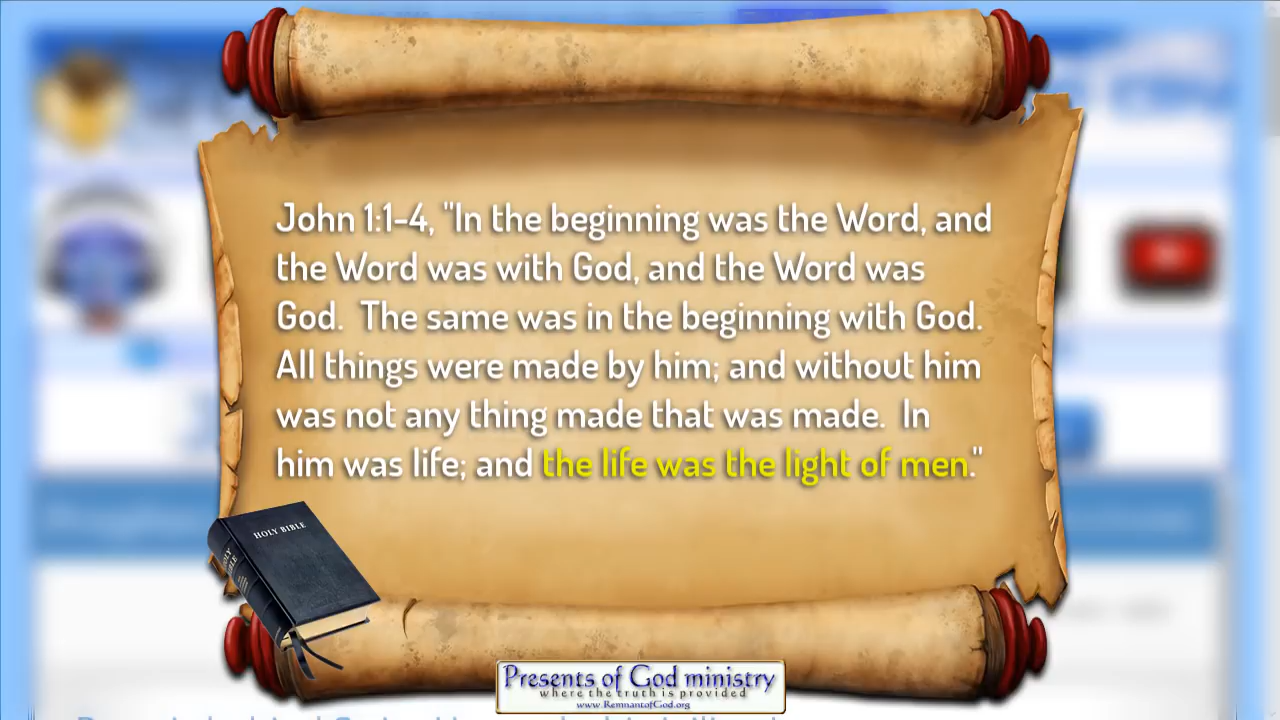 John 1:1-4, "In the beginning was the Word, and
the Word was with God, and the Word was
God.  The same was in the beginning with God.
All things were made by him; and without him
was not any thing made that was made.  In
him was life; and the life was the light of men."
HOLY BIBLE
HOLY
BIBLE
Presents of God ministry
where the truth is provided
www.RemnantofGod.org